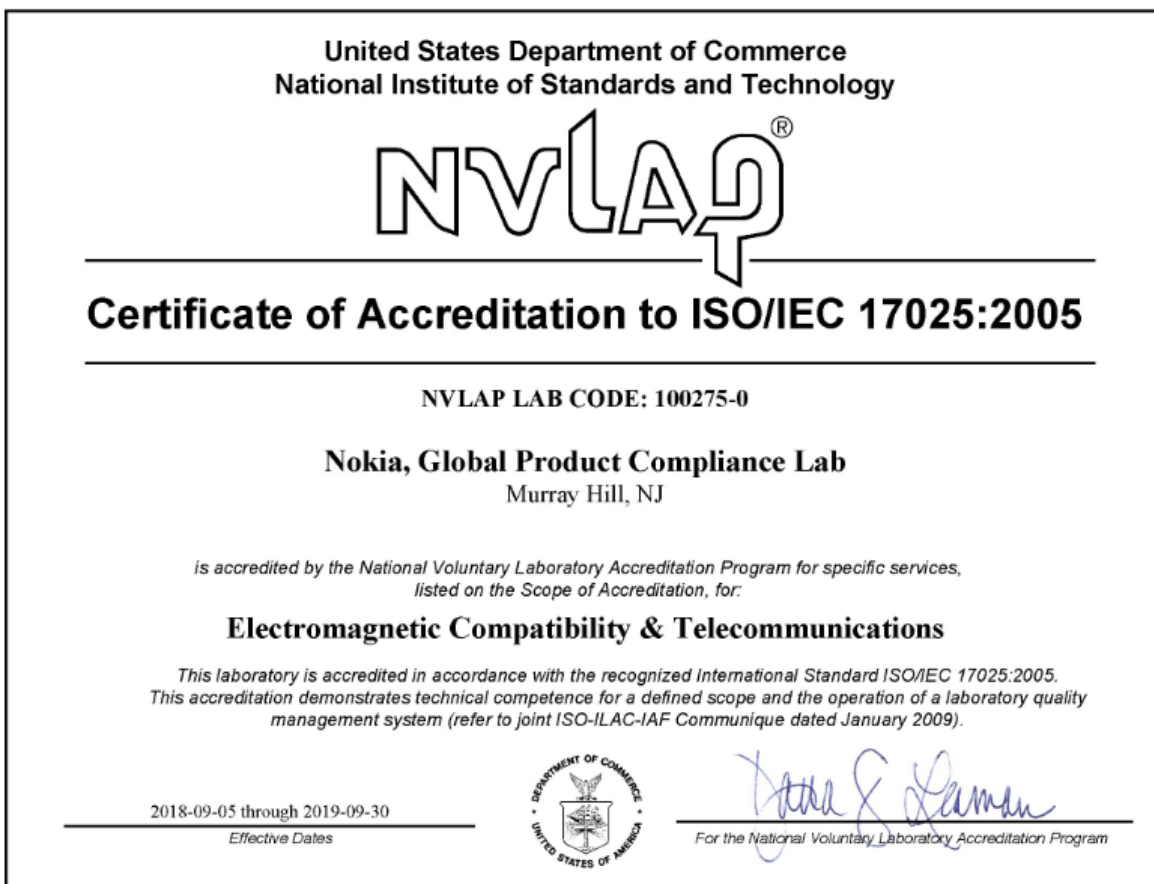 United States Department of Commerce
National Institute of Standards and Technology
NVLAP®
Certificate of Accreditation to ISO/IEC 17025:2005
NVLAP LAB CODE: 100275-0
Nokia, Global Product Compliance Lab
Murray Hill, NJ
is accredited by the National Voluntary Laboratory Accreditation Program for specific services,
listed on the Scope of Accreditation, for:
Electromagnetic Compatibility & Telecommunications
This laboratory is accredited in accordance with the recognized International Standard ISO/IEC 17025:2005.
This accreditation demonstrates technical competence for a defined scope and the operation of a laboratory quality
management system (refer to joint ISO-ILAC-IAF Communique dated January 2009).
2018-09-05 through 2019-09-30
Effective Dates
DEPARTMENT OF COMMERCE
UNITED STATES OF AMERICA
For the National Voluntary Laboratory Accreditation Program